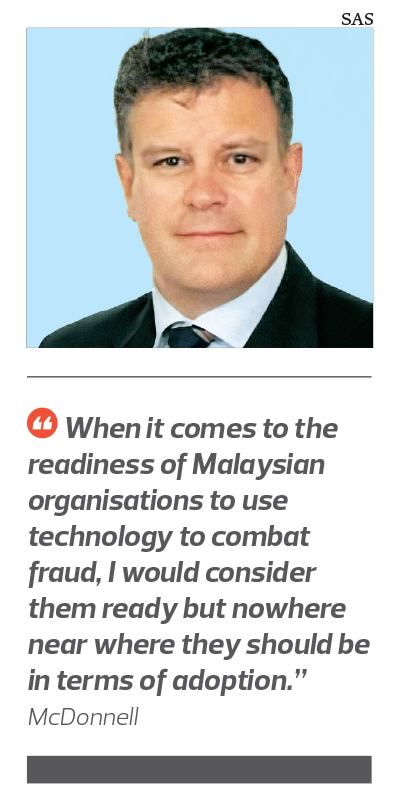 SAS
“ When it comes to the
readiness of Malaysian
organisations to use
technology to combat
fraud, I would consider
them ready but nowhere
near where they should be
in terms of adoption.”
McDonnell